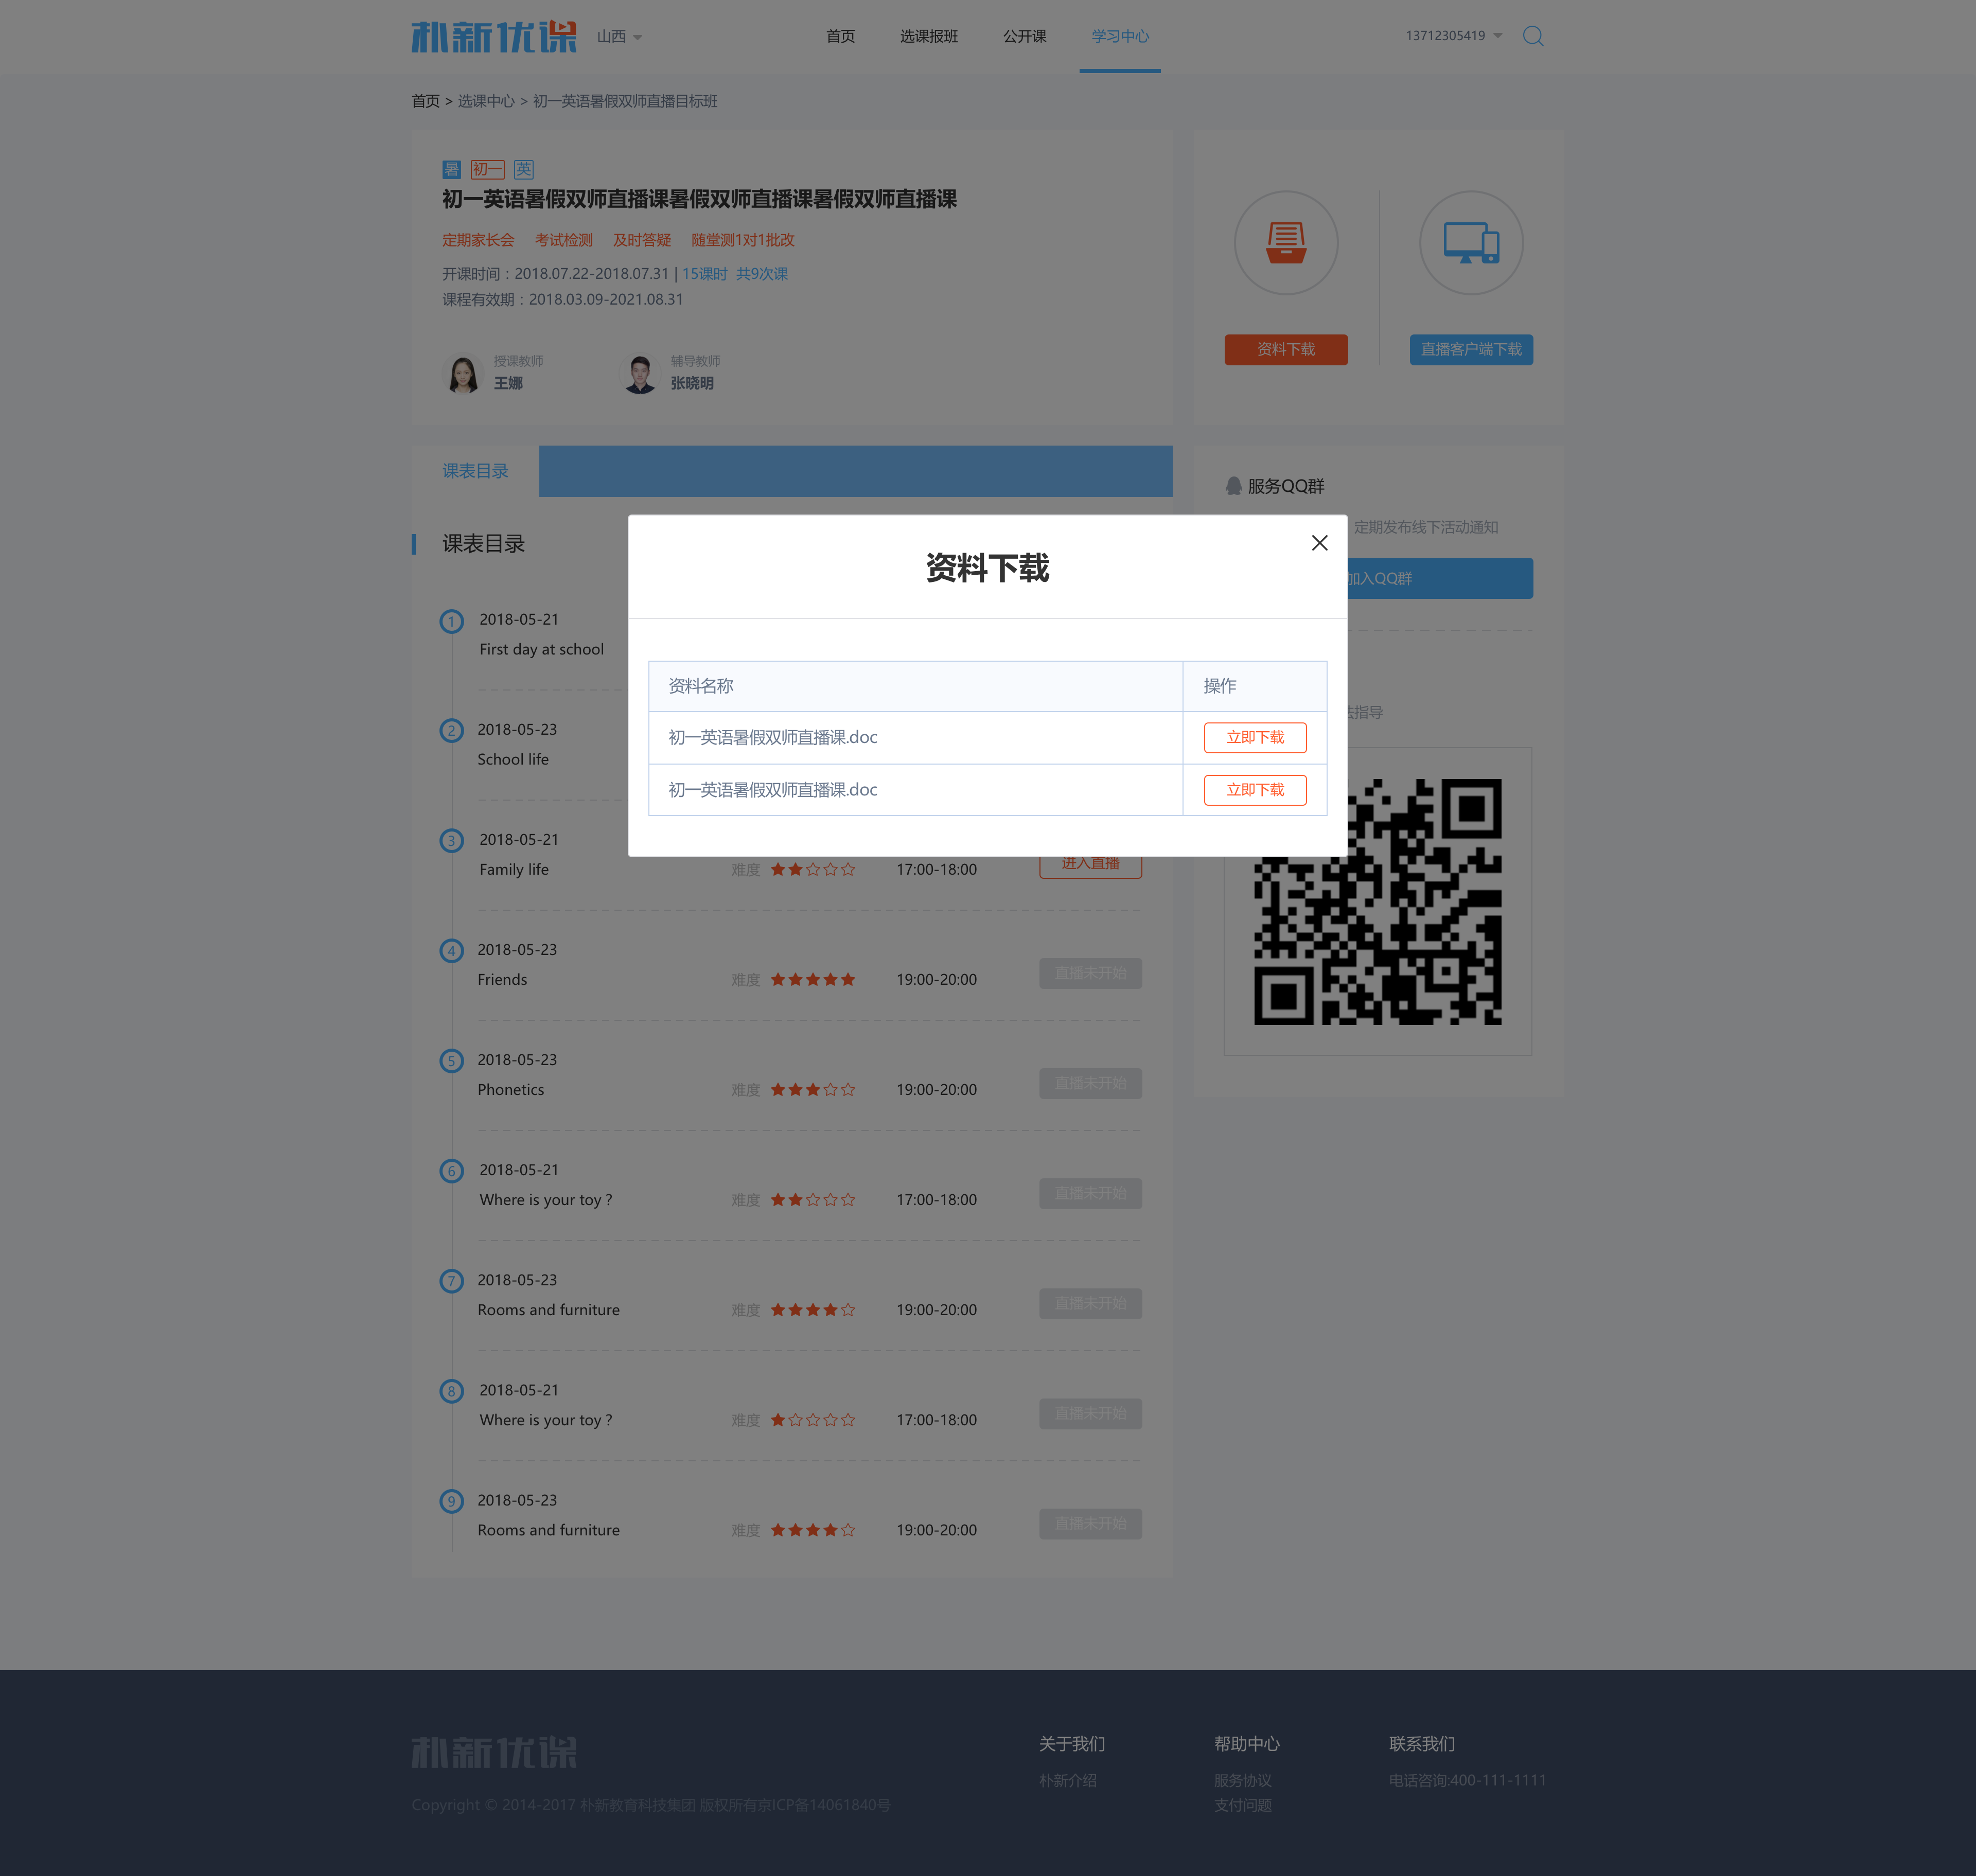 朴新优课 山西 首页 选课报班 公开课 学习中心 13712305419
首页 > 选课中心 > 初一英语暑假双师直播目标班
暑 初一 英
初一英语暑假双师直播课暑假双师直播课暑假双师直播课
定期家长会 考试检测 及时答疑 随堂测1对1批改
开课时间：2018.07.22-2018.07.31 | 15课时 共9次课
课程有效期：2018.03.09-2021.08.31
授课教师
王娜
辅导教师
张晓明
资料下载
直播客户端下载
课表目录
课表目录
服务QQ群
定期发布线下活动通知
加入QQ群
法指导
资料下载
资料名称 操作
初一英语暑假双师直播课.doc 立即下载
初一英语暑假双师直播课.doc 立即下载
1 2018-05-21
First day at school
2 2018-05-23
School life
3 2018-05-21
Family life 难度 17:00-18:00 进入直播
4 2018-05-23
Friends 难度 19:00-20:00 直播未开始
5 2018-05-23
Phonetics 难度 19:00-20:00 直播未开始
6 2018-05-21
Where is your toy ? 难度 17:00-18:00 直播未开始
7 2018-05-23
Rooms and furniture 难度 19:00-20:00 直播未开始
8 2018-05-21
Where is your toy ? 难度 17:00-18:00 直播未开始
9 2018-05-23
Rooms and furniture 难度 19:00-20:00 直播未开始
朴新优课
Copyright © 2014-2017 朴新教育科技集团 版权所有京ICP备14061840号
关于我们
朴新介绍
帮助中心
服务协议
支付问题
联系我们
电话咨询:400-111-1111